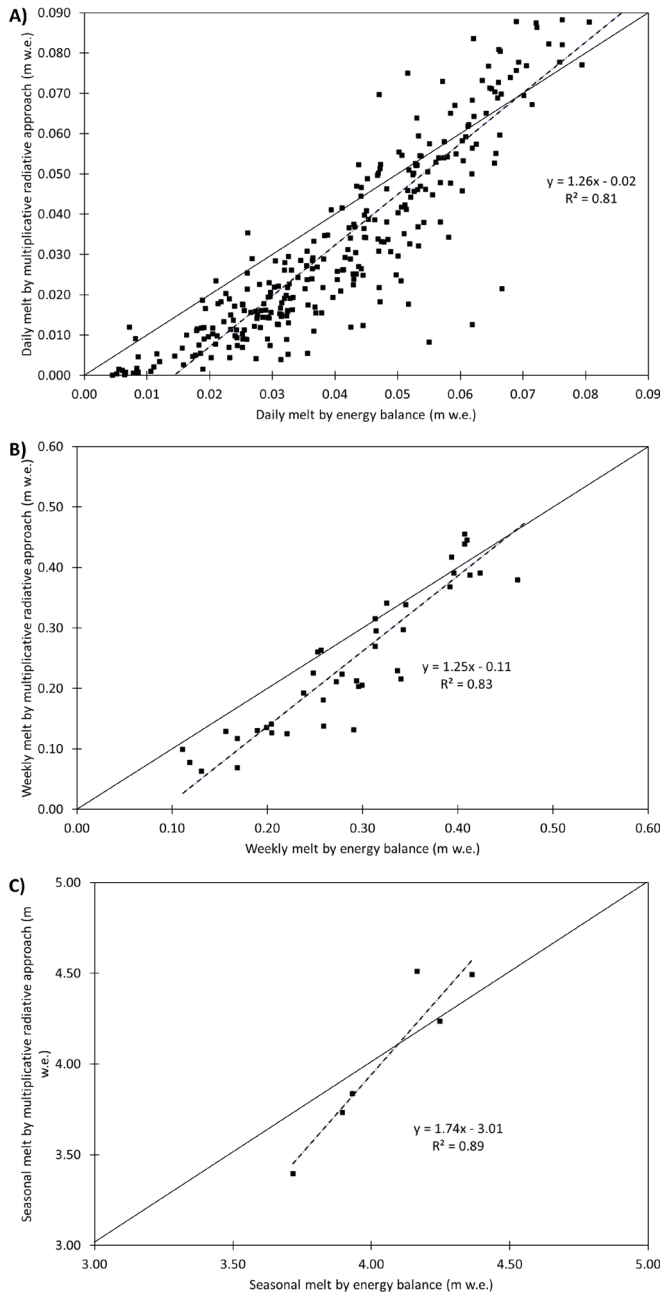 A)
Daily melt by multiplicative radiative approach (m w.e.)
0.090
0.080
0.070
0.060
0.050
0.040
0.030
0.020
0.010
0.000
y = 1.26x - 0.02
R² = 0.81
0.00 0.01 0.02 0.03 0.04 0.05 0.06 0.07 0.08 0.09
Daily melt by energy balance (m w.e.)
B)
Weekly melt by multiplicative radiative approach (m w.e.)
0.60
0.50
0.40
0.30
0.20
0.10
0.00
y = 1.25x - 0.11
R² = 0.83
0.00 0.10 0.20 0.30 0.40 0.50 0.60
Weekly melt by energy balance (m w.e.)
C)
Seasonal melt by multiplicative radiative approach (m
w.e.)
5.00
4.50
4.00
3.50
3.00
y = 1.74x - 3.01
R² = 0.89
3.00 3.50 4.00 4.50 5.00
Seasonal melt by energy balance (m w.e.)